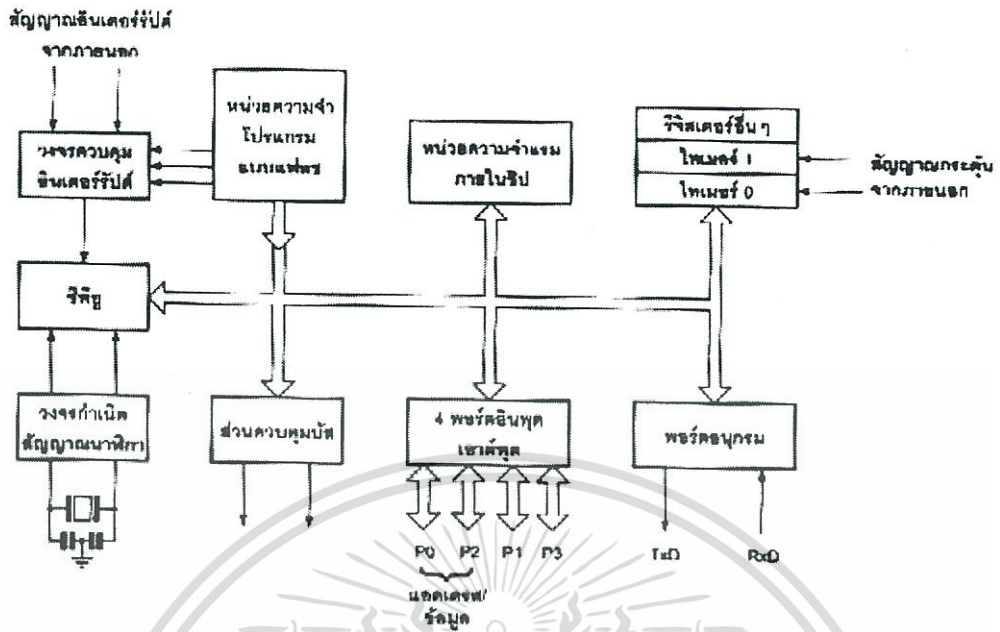 สัญญาณอินเตอร์รัปต์
จากภายนอก
วงจรควบคุม
อินเตอร์รัปต์
หน่วยความจำ
โปรแกรม
แบบแฟลช
หน่วยความจำแรม
ภายในชิป
รีจิสเตอร์อื่น ๆ
ไทเมอร์ 1
ไทเมอร์ 0
สัญญาณกระตุ้น
จากภายนอก
ซีพียู
วงจรกำเนิด
สัญญาณนาฬิกา
ส่วนควบคุมบัส
4 พอร์ตอินพุต
เอาต์พุต
พอร์ตอนุกรม
P0 P2 P1 P3
TxD RxD
แอดเดรส/
ข้อมูล